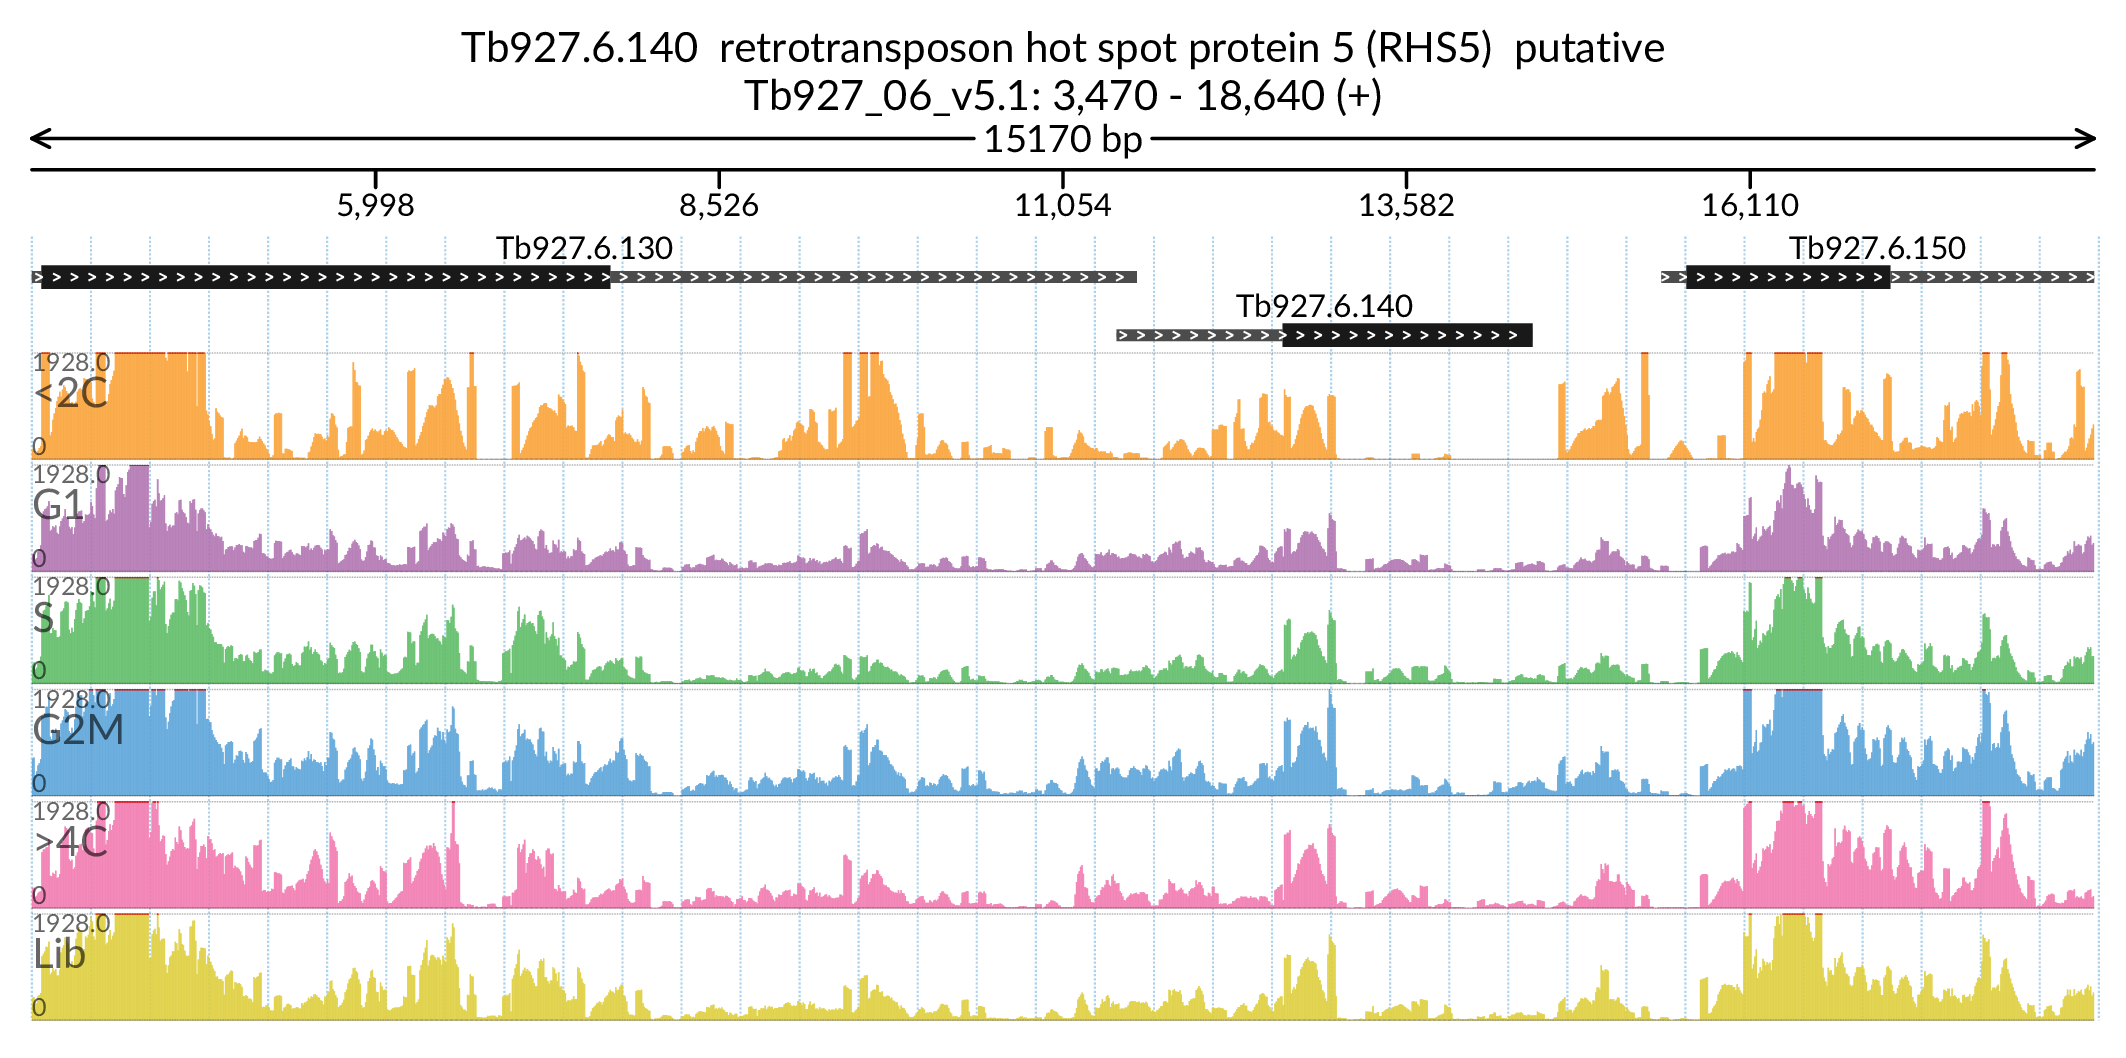 Tb927.6.140 retrotransposon hot spot protein 5 (RHS5) putative
Tb927_06_v5.1: 3,470 - 18,640 (+)
15170 bp
5,998 8,526 11,054 13,582 16,110
Tb927.6.130 Tb927.6.150
Tb927.6.140
1928.0
<2C
0
1928.0
G1
0
1928.0
S
0
1928.0
G2M
0
1928.0
>4C
0
1928.0
Lib
0